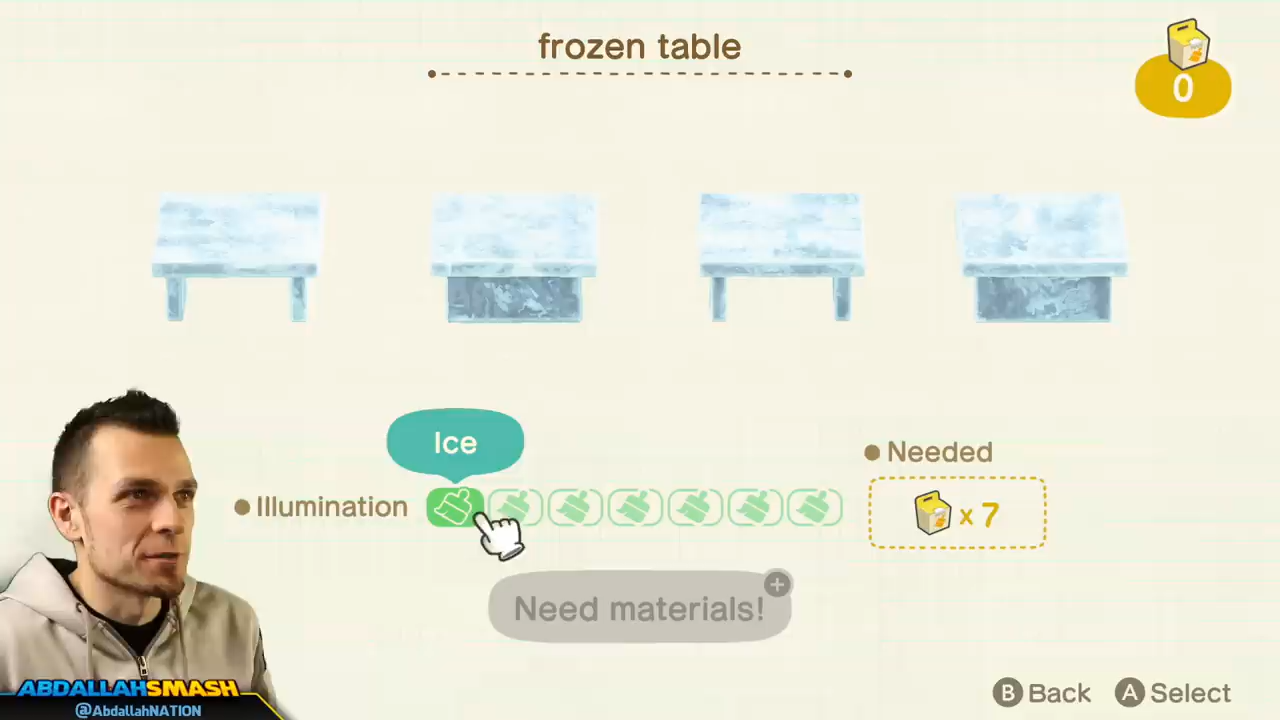 frozen table
0
Ice
Illumination
Needed
x 7
Need materials!
+
B Back A Select
ABDALLAHSMASH
@AbdallahNATION